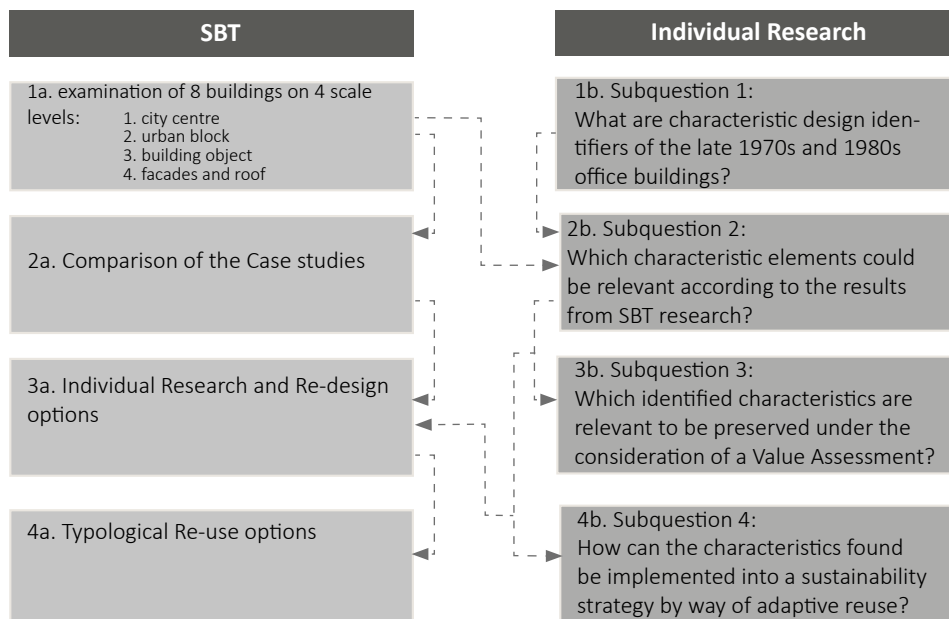 SBT
1a. examination of 8 buildings on 4 scale
levels:
1. city centre
2. urban block
3. building object
4. facades and roof
2a. Comparison of the Case studies
3a. Individual Research and Re-design
options
4a. Typological Re-use options
Individual Research
1b. Subquestion 1:
What are characteristic design iden-
tifiers of the late 1970s and 1980s
office buildings?
2b. Subquestion 2:
Which characteristic elements could
be relevant according to the results
from SBT research?
3b. Subquestion 3:
Which identified characteristics are
relevant to be preserved under the
consideration of a Value Assessment?
4b. Subquestion 4:
How can the characteristics found
be implemented into a sustainability
strategy by way of adaptive reuse?